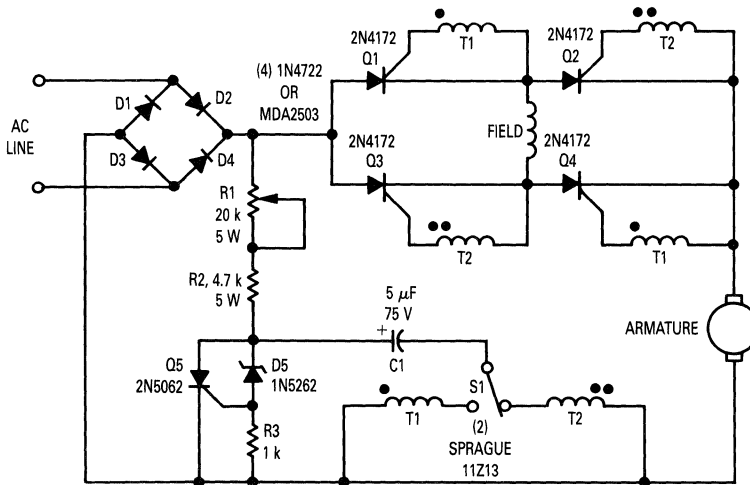 2N4172
Q1
T1
2N4172
Q2
T2
(4) 1N4722
OR
MDA2503
D1
D2
AC
LINE
D3
D4
FIELD
2N4172
Q3
2N4172
Q4
R1
20 k
5 W
T2
T1
R2, 4.7 k
5 W
5 μF
75 V
+
C1
ARMATURE
Q5
2N5062
D5
1N5262
S1
T1
T2
(2)
SPRAGUE
11Z13
R3
1 k